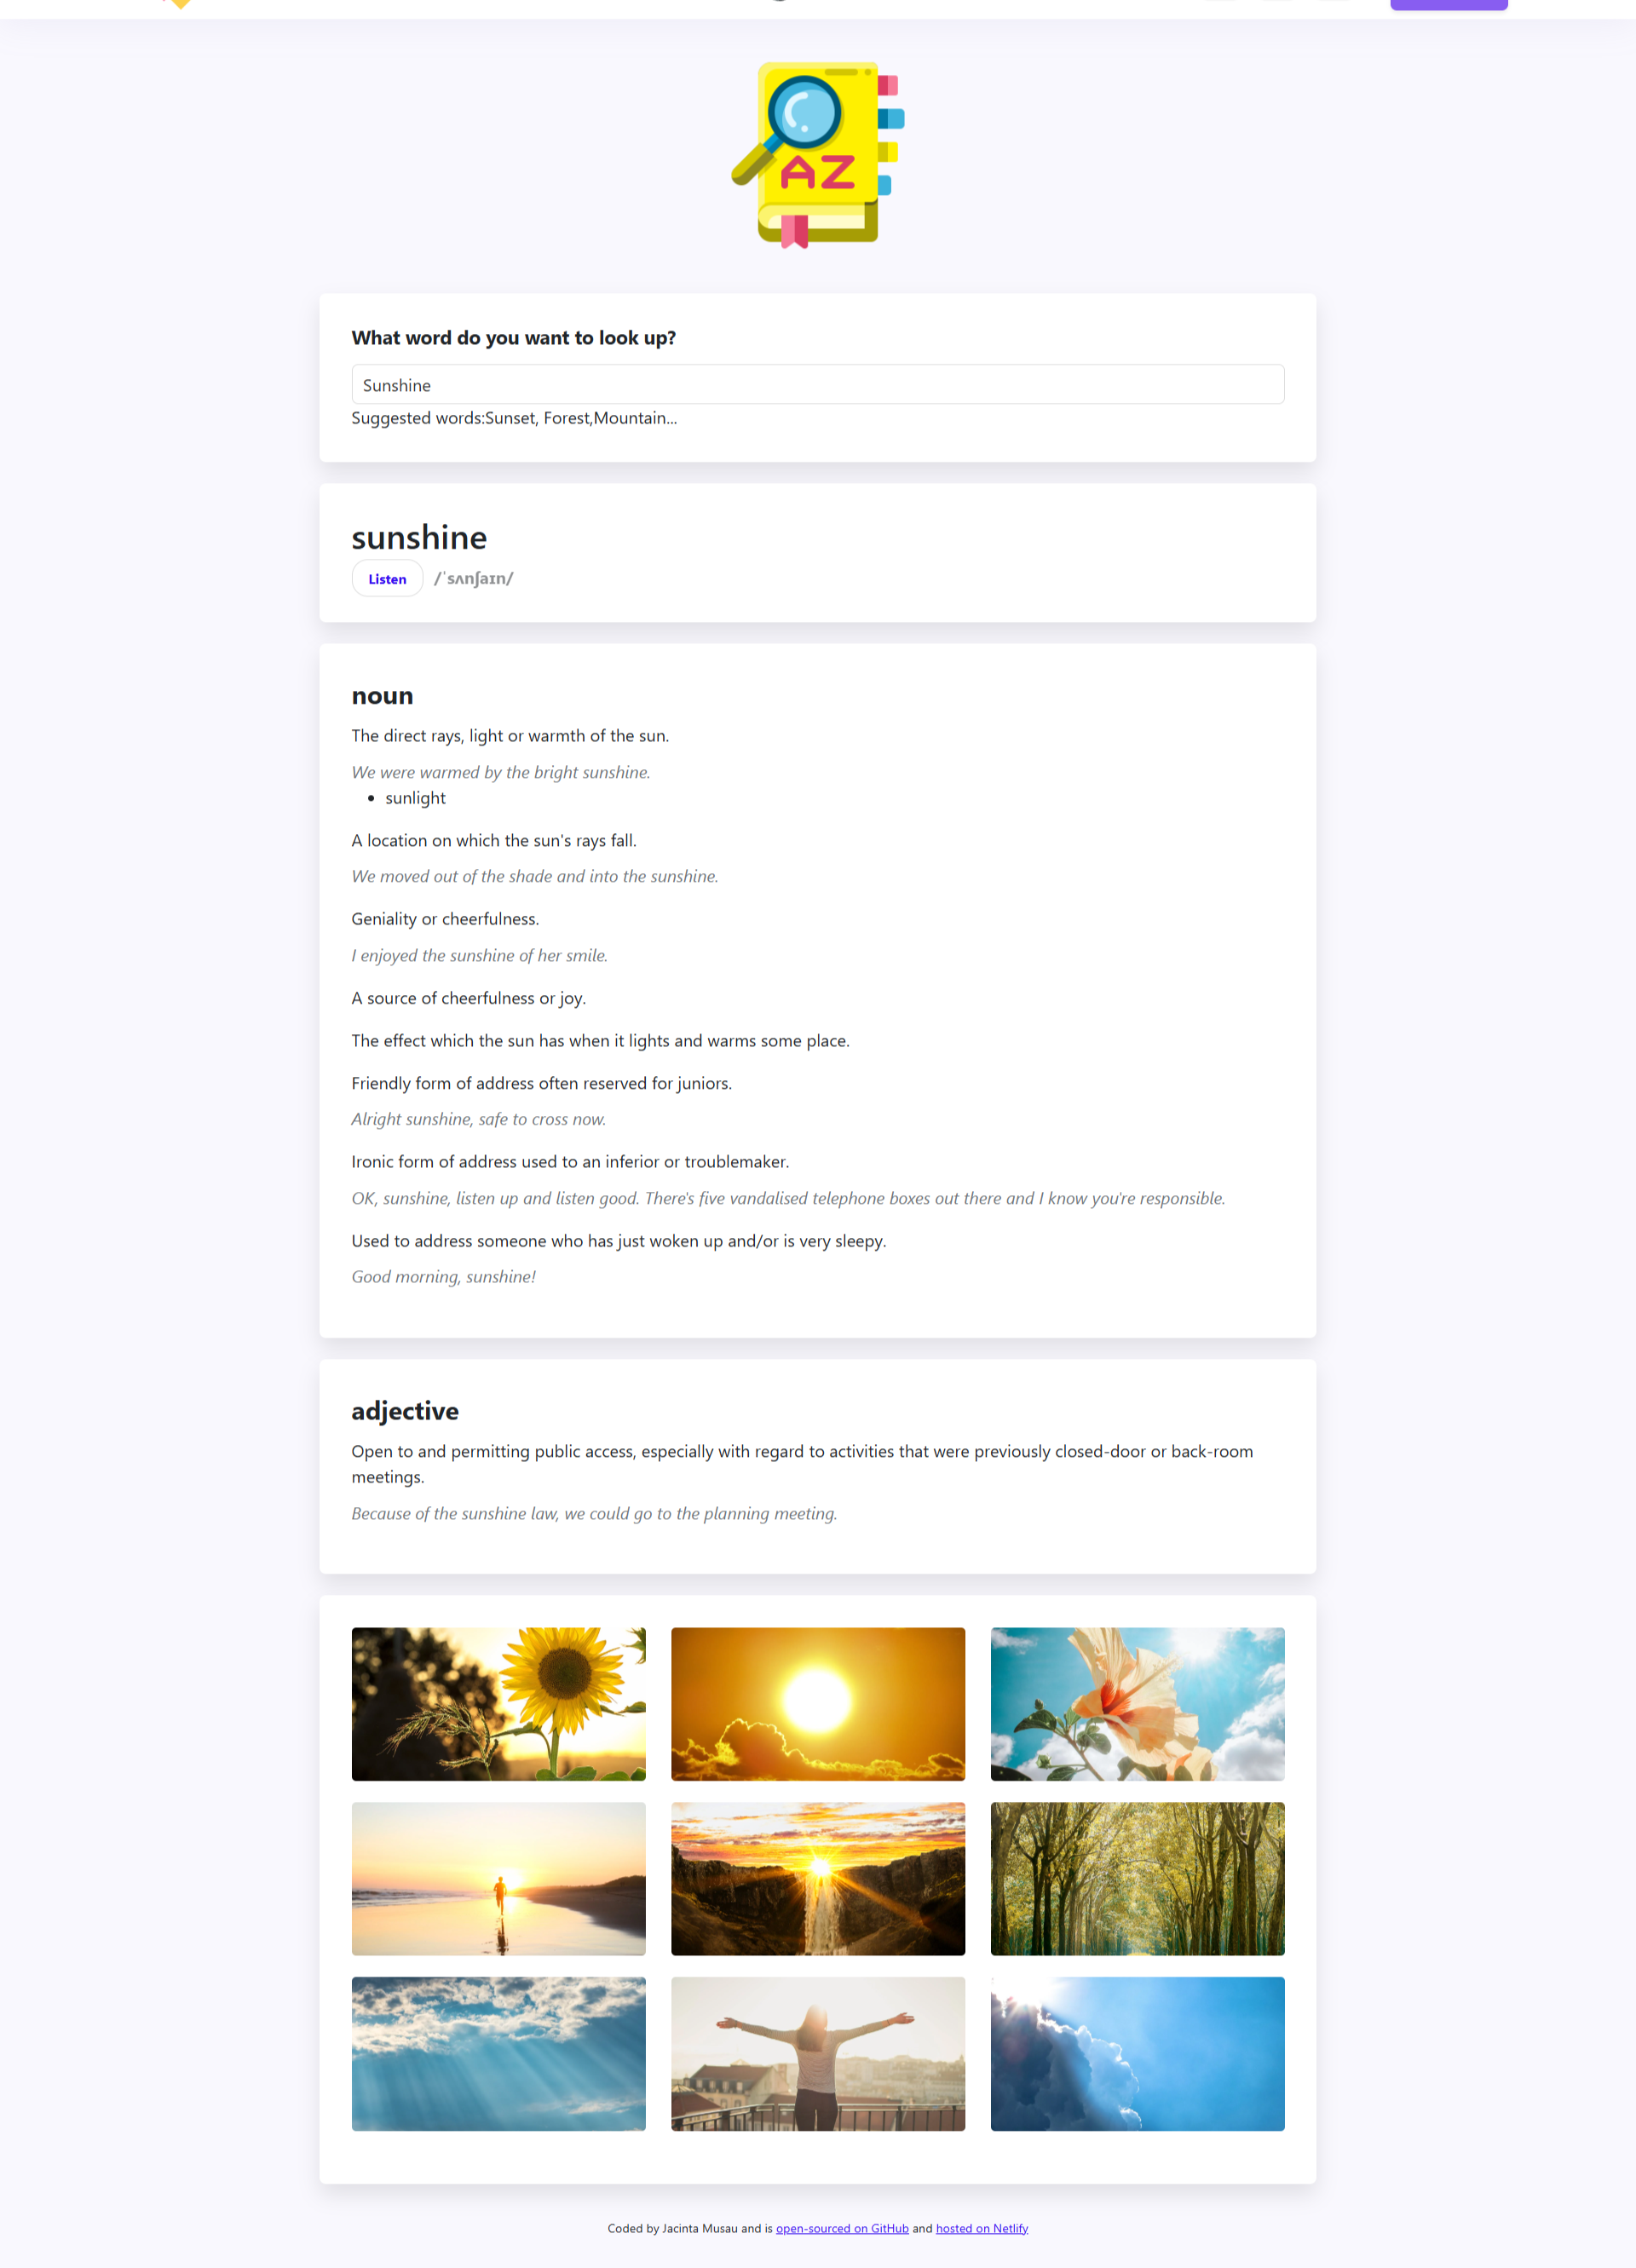 AZ
What word do you want to look up?
Sunshine
Suggested words:Sunset, Forest,Mountain...
sunshine
Listen /ˈsʌnʃaɪn/
noun
The direct rays, light or warmth of the sun.
We were warmed by the bright sunshine.
• sunlight
A location on which the sun's rays fall.
We moved out of the shade and into the sunshine.
Geniality or cheerfulness.
I enjoyed the sunshine of her smile.
A source of cheerfulness or joy.
The effect which the sun has when it lights and warms some place.
Friendly form of address often reserved for juniors.
Alright sunshine, safe to cross now.
Ironic form of address used to an inferior or troublemaker.
OK, sunshine, listen up and listen good. There's five vandalised telephone boxes out there and I know you're responsible.
Used to address someone who has just woken up and/or is very sleepy.
Good morning, sunshine!
adjective
Open to and permitting public access, especially with regard to activities that were previously closed-door or back-room
meetings.
Because of the sunshine law, we could go to the planning meeting.
Coded by Jacinta Musau and is open-sourced on GitHub and hosted on Netlify